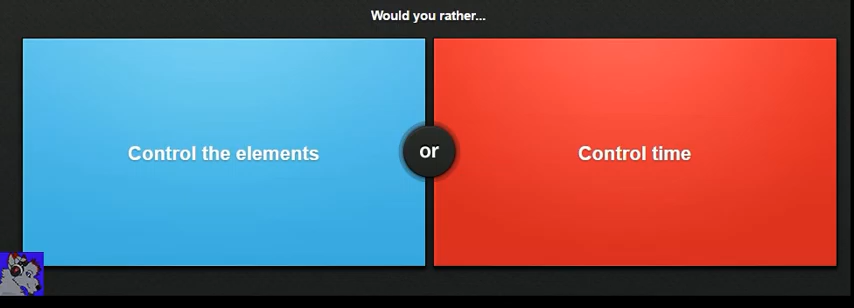 Would you rather...
Control the elements
or
Control time